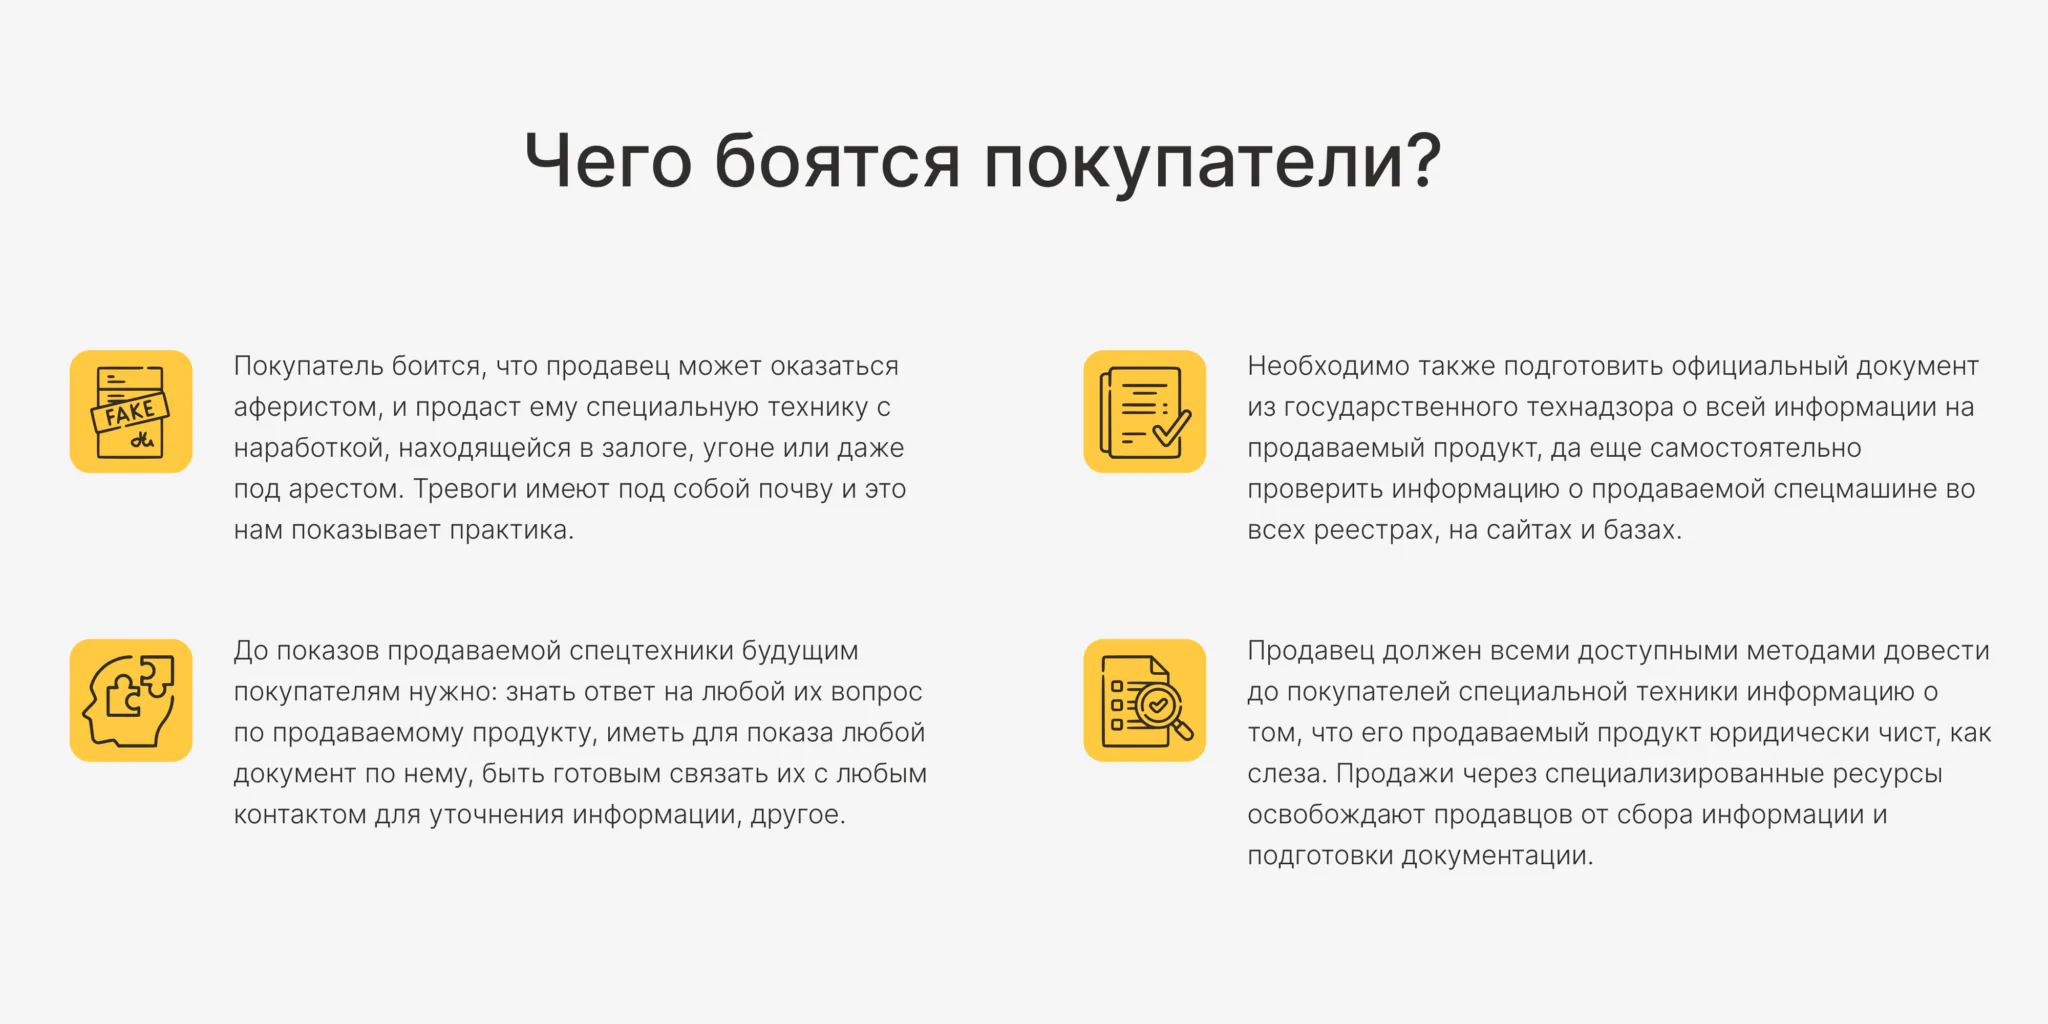 Чего боятся покупатели?
FAKE
Покупатель боится, что продавец может оказаться
аферистом, и продаст ему специальную технику с
наработкой, находящейся в залоге, угоне или даже
под арестом. Тревоги имеют под собой почву и это
нам показывает практика.
Необходимо также подготовить официальный документ
из государственного технадзора о всей информации на
продаваемый продукт, да еще самостоятельно
проверить информацию о продаваемой спецмашине во
всех реестрах, на сайтах и базах.
До показов продаваемой спецтехники будущим
покупателям нужно: знать ответ на любой их вопрос
по продаваемому продукту, иметь для показа любой
документ по нему, быть готовым связать их с любым
контактом для уточнения информации, другое.
Продавец должен всеми доступными методами довести
до покупателей специальной техники информацию о
том, что его продаваемый продукт юридически чист, как
слеза. Продажи через специализированные ресурсы
освобождают продавцов от сбора информации и
подготовки документации.